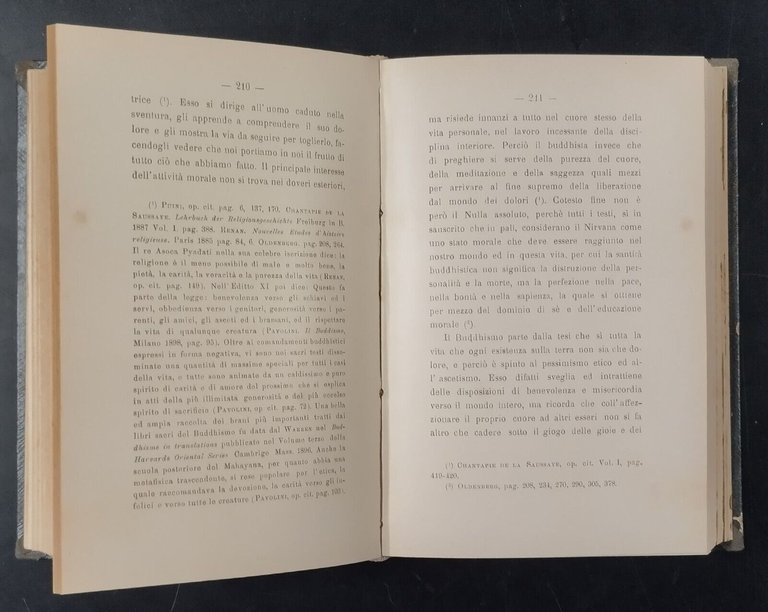 — 210 —
trice (¹). Esso si dirige all'uomo caduto nella
sventura, gli apprende a comprendere il suo do-
lore e gli mostra la via da seguire per toglierlo, fa-
cendogli vedere che noi portiamo in noi il frutto di
tutto ciò che abbiamo fatto. Il principale interesse
dell'attività morale non si trova nei doveri esteriori,
(¹) PUINI, op. cit. pag. 6, 137, 170. CHANTAPIE DE LA
SAUSSAYE. Lehrbuch der Religionsgeschichte Freiburg in B.
1887 Vol. I. pag. 388. RENAN. Nouvelles Etudes d'histoire
religieuse. Paris 1885 pag. 84, 6. OLDENBERG. pag. 208, 264.
Il re Asoca Pyadati nella sua celebre iscrizione dice: la
religione è il meno possibile di male e molto bene, la
pietà, la carità, la veracità e la purezza della vita (RENAN,
op. cit. pag. 149). Nell'Editto XI poi dice: Questo fa
parte della legge: benevolenza verso gli schiavi ed i
servi, obbedienza verso i genitori, generosità verso i pa-
renti, gli amici, gli asceti ed i bramani, ed il rispettare
la vita di qualunque creatura (PAVOLINI. Il Buddismo,
Milano 1898, pag. 95). Oltre ai comandamenti buddhistici
espressi in forma negativa, vi sono nei sacri testi disse-
minate una quantità di massime speciali per tutti i casi
della vita, e tutte sono animate da un caldissimo e puro
spirito di carità e di amore del prossimo che si esplica
in atti della più illimitata generosità e del più eccelso
spirito di sacrificio (PAVOLINI, op cit. pag. 72). Una bella
ed ampia raccolta dei brani più importanti tratti dai
libri sacri del Buddhismo fu data dal WARREN nel Bud-
dhisme in translations pubblicato nel Volume terzo della
Harvards Oriental Series Cambrige Mass. 1896. Anche la
scuola posteriore del Mahayana, per quanto abbia una
metafisica trascendente, si rese popolare per l'etica, la
quale raccomandava la devozione, la carità verso gli in-
felici e verso tutte le creature (PAVOLINI, op cit. pag. 103).
— 211 —
ma risiede innanzi a tutto nel cuore stesso della
vita personale, nel lavoro incessante della disci-
plina interiore. Perciò il buddhista invece che
di preghiere si serve della purezza del cuore,
della meditazione e della saggezza quali mezzi
per arrivare al fine supremo della liberazione
dal mondo dei dolori (¹). Cotesto fine non è
però il Nulla assoluto, perchè tutti i testi, sì in
sanscrito che in pali, considerano il Nirvana come
uno stato morale che deve essere raggiunto nel
nostro mondo ed in questa vita, per cui la santità
buddhistica non significa la distruzione della per-
sonalità e la morte, ma la perfezione nella pace,
nella bontà e nella sapienza, la quale si ottiene
per mezzo del dominio di sè e dell'educazione
morale (²)
Il Buddhismo parte dalla tesi che sì tutta la
vita che ogni esistenza sulla terra non sia che do-
lore, e perciò è spinto al pessimismo etico ed al-
l'ascetismo. Esso difatti sveglia ed intrattiene
delle disposizioni di benevolenza e misericordia
verso il mondo intero, ma ricorda che coll'affez-
zionare il proprio cuore ad altri esseri non si fa
altro che cadere sotto il giogo delle gioie e dei
(¹) CHANTAPIE DE LA SAUSSAYE, op. cit. Vol. I, pag.
419-420.
(²) OLDENBERG, pag. 208, 234, 270, 290, 305, 378.